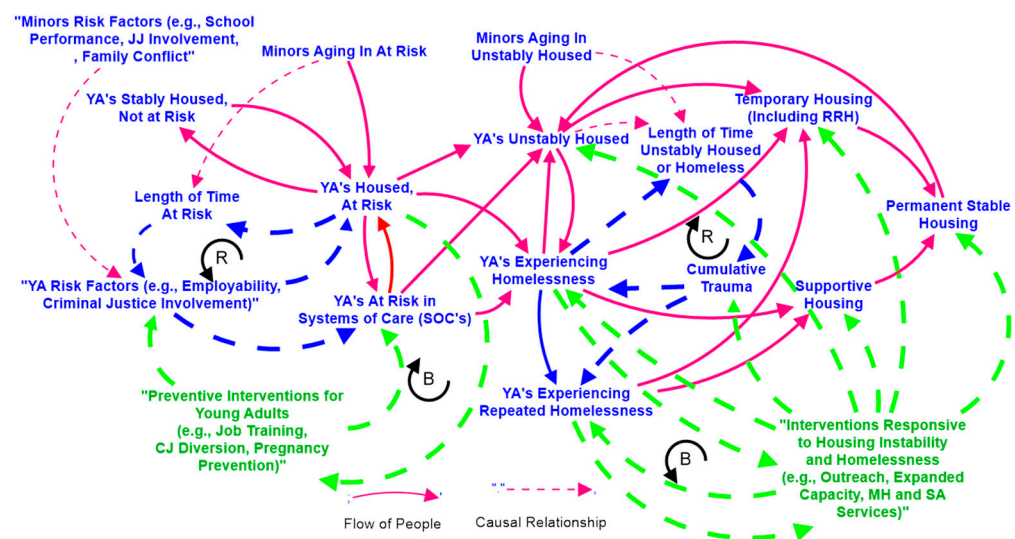 "Minors Risk Factors (e.g., School
Performance, JJ Involvement,
, Family Conflict"
Minors Aging In At Risk
Minors Aging In
Unstably Housed
YA's Stably Housed,
Not at Risk
Temporary Housing
(Including RRH)
YA's Unstably Housed
Length of Time
Unstably Housed
or Homeless
Length of Time
At Risk
YA's Housed,
At Risk
Permanent Stable
Housing
R
R
"YA Risk Factors (e.g., Employability,
Criminal Justice Involvement)"
YA's Experiencing
Homelessness
Cumulative
Trauma
YA's At Risk in
Systems of Care (SOC's)
Supportive
Housing
B
"Preventive Interventions for
Young Adults
(e.g., Job Training,
CJ Diversion, Pregnancy
Prevention)"
YA's Experiencing
Repeated Homelessness
"Interventions Responsive
to Housing Instability
and Homelessness
(e.g., Outreach, Expanded
Capacity, MH and SA
Services)"
B
Flow of People
Causal Relationship